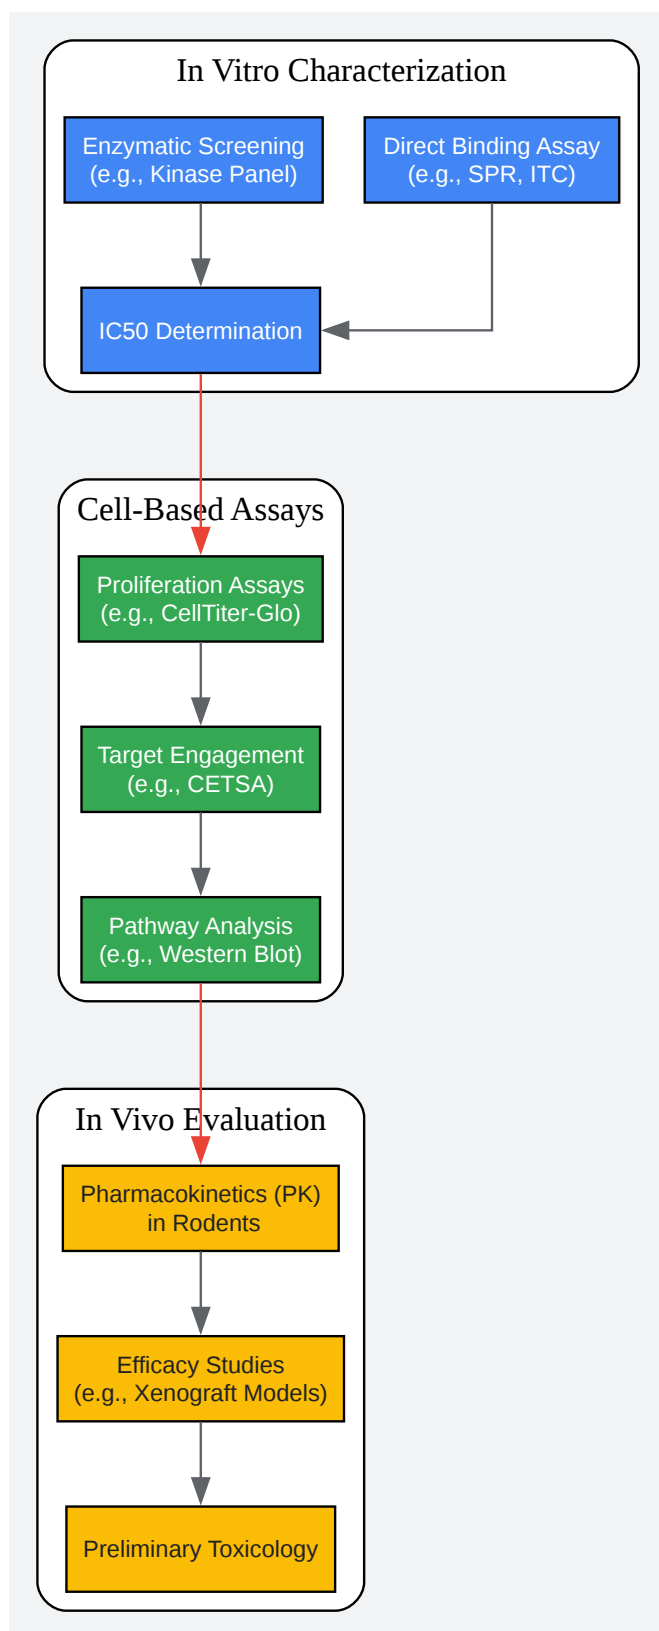 In Vitro Characterization
Enzymatic Screening
(e.g., Kinase Panel)
Direct Binding Assay
(e.g., SPR, ITC)
IC50 Determination
Cell-Based Assays
Proliferation Assays
(e.g., CellTiter-Glo)
Target Engagement
(e.g., CETSA)
Pathway Analysis
(e.g., Western Blot)
In Vivo Evaluation
Pharmacokinetics (PK)
in Rodents
Efficacy Studies
(e.g., Xenograft Models)
Preliminary Toxicology